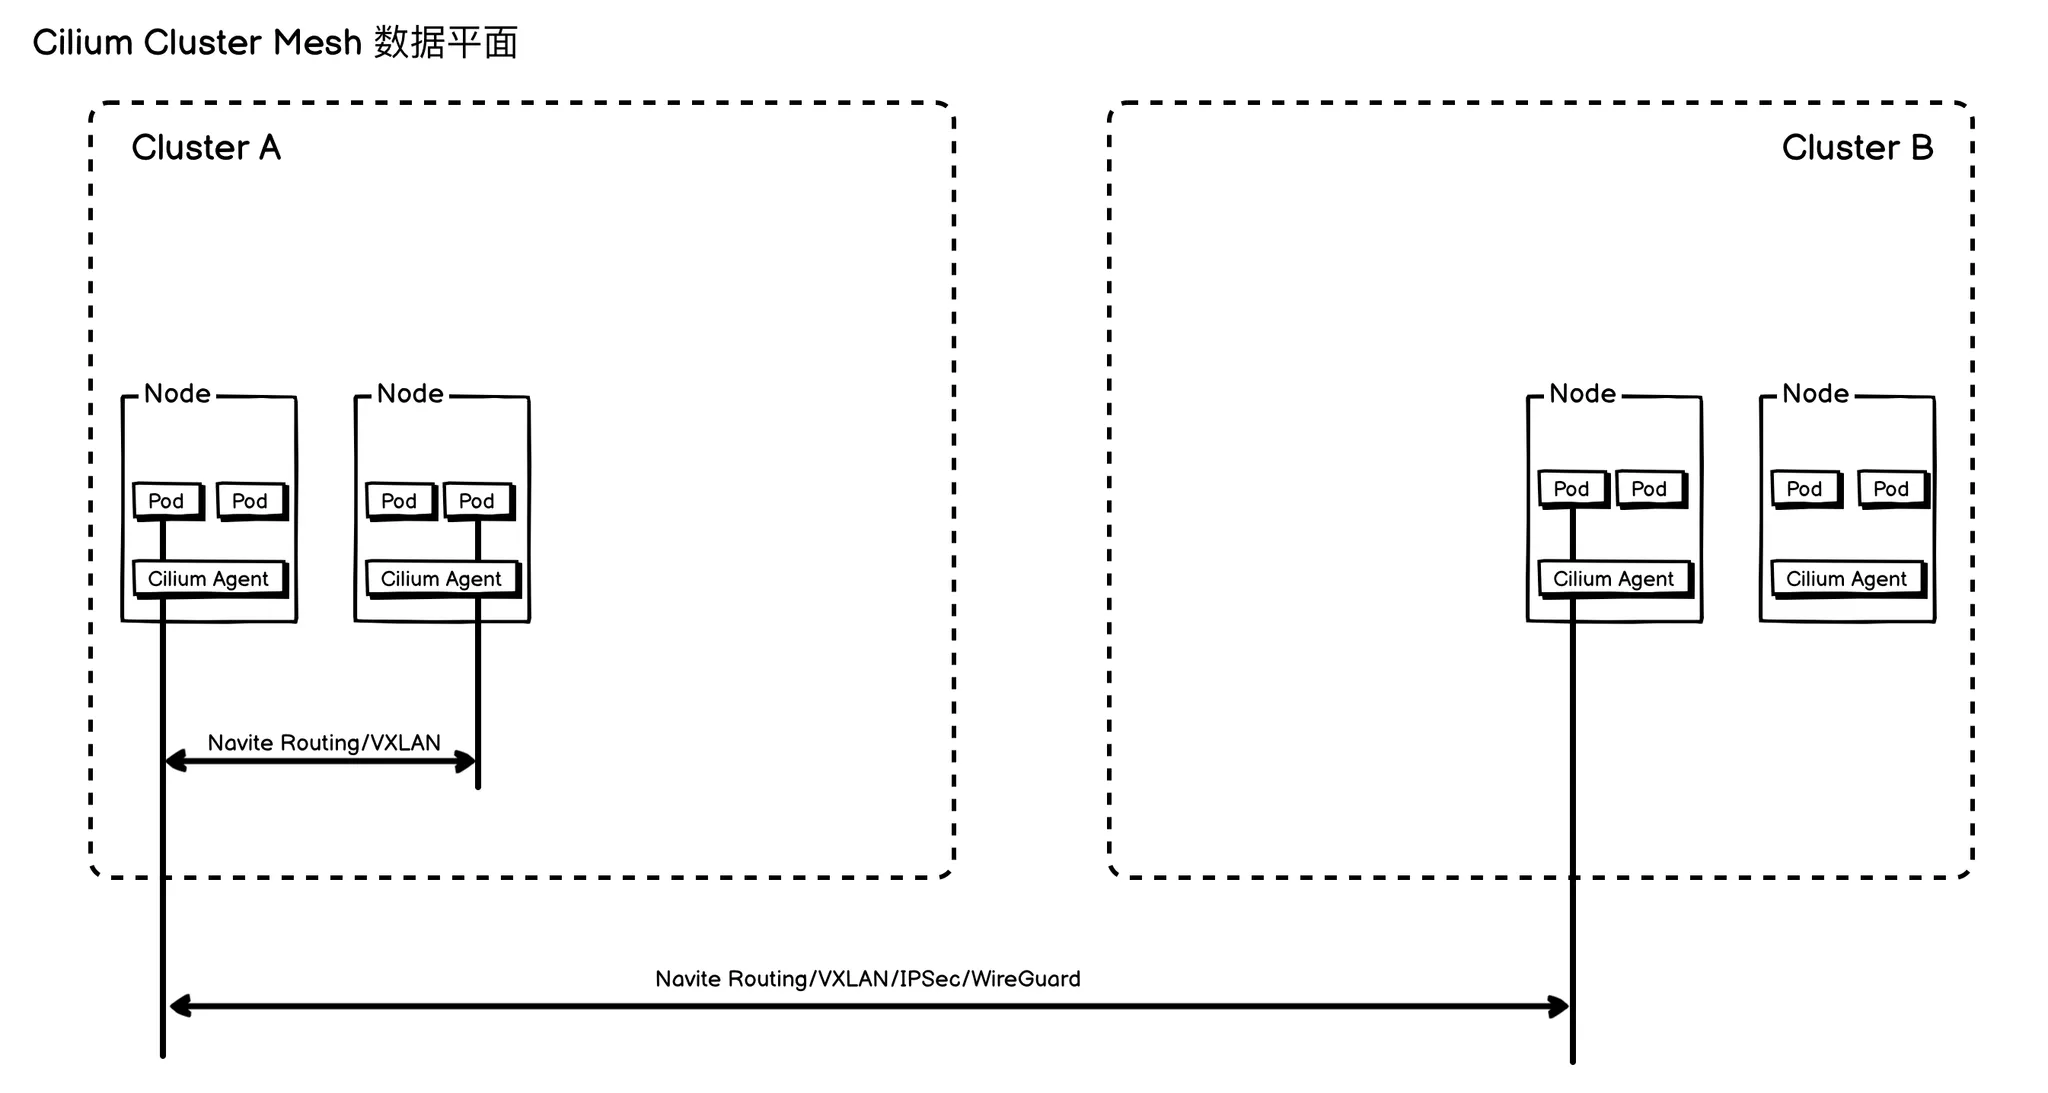 Cilium Cluster Mesh 数据平面
Cluster A
Cluster B
Node
Node
Node
Node
Pod
Pod
Pod
Pod
Pod
Pod
Pod
Pod
Cilium Agent
Cilium Agent
Cilium Agent
Cilium Agent
Navite Routing/VXLAN
Navite Routing/VXLAN/IPSec/WireGuard